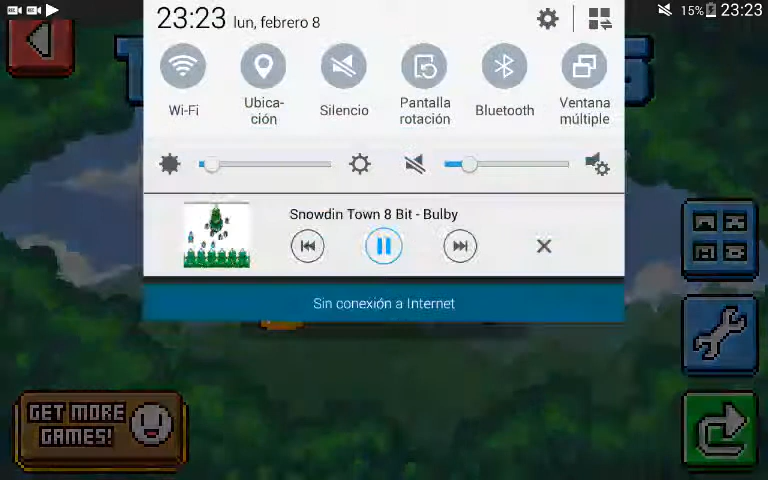 15% 23:23
23:23 lun, febrero 8
Wi-Fi
Ubica-
ción
Silencio
Pantalla
rotación
Bluetooth
Ventana
múltiple
Snowdin Town 8 Bit - Bulby
Sin conexión a Internet
GET MORE
GAMES!